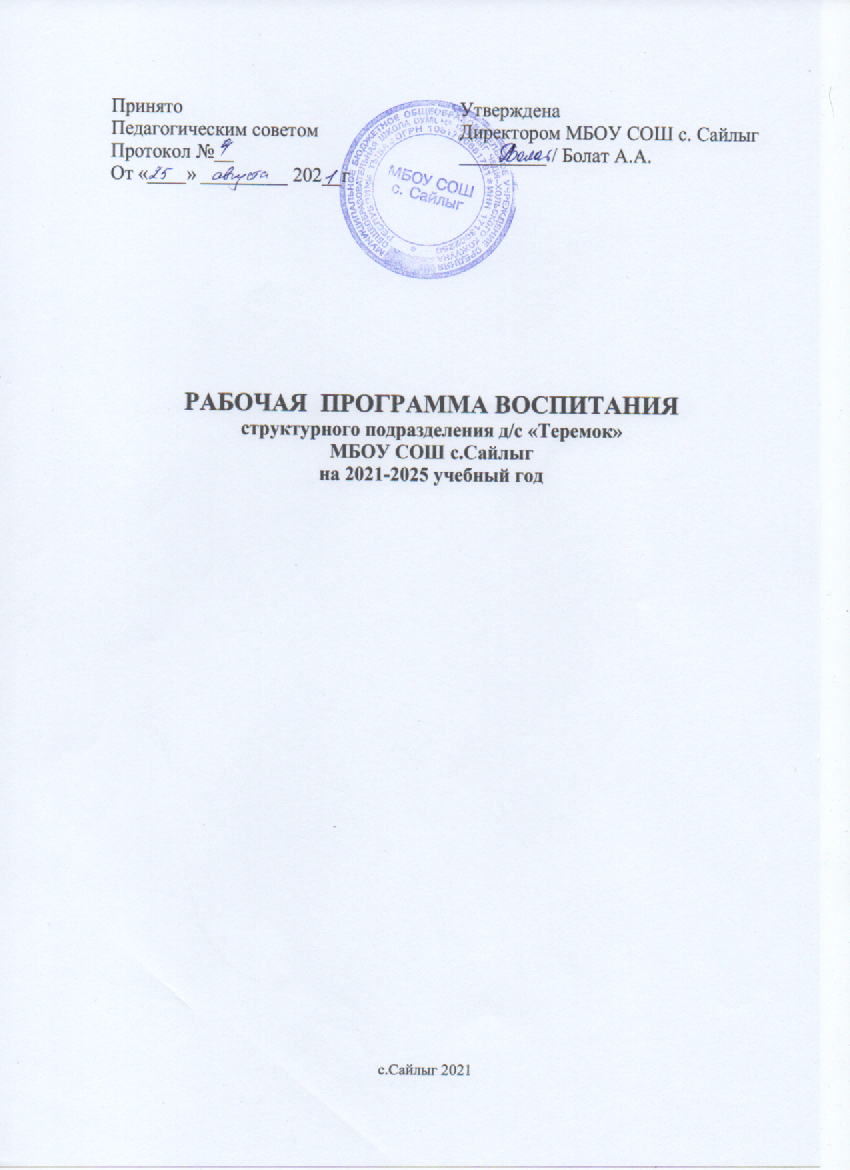 Принято
Педагогическим советом
Протокол №9
От «25» августа 2021г
Утверждена
Директором МБОУ СОШ с. Сайлыг
/ Болат А.А.
МБОУ СОШ
с. Сайлыг
РАБОЧАЯ ПРОГРАММА ВОСПИТАНИЯ
структурного подразделения д/с «Теремок»
МБОУ СОШ с.Сайлыг
на 2021-2025 учебный год
с.Сайлыг 2021